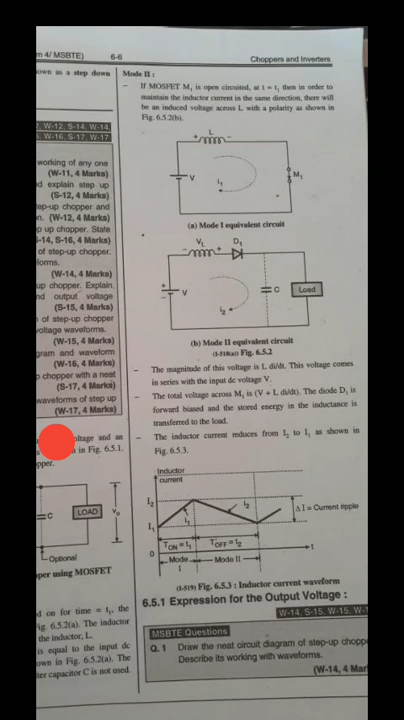 m 4/ MSBTE)
6-6
Choppers and Inverters
own as a step down
W-12, S-14, W-14,
W-16, S-17, W-17
working of any one
(W-11, 4 Marks)
d explain step up
(S-12, 4 Marks)
tep-up chopper and
n. (W-12, 4 Marks)
p up chopper. State
-14, S-16, 4 Marks)
of step-up chopper.
forms.
(W-14, 4 Marks)
up chopper. Explain
nd output voltage
(S-15, 4 Marks)
of step-up chopper
voltage waveforms.
(W-15, 4 Marks)
gram and waveform
(W-16, 4 Marks)
chopper with a neat
(S-17, 4 Marks)
waveforms of step up
(W-17, 4 Marks)
oltage and an
in Fig. 6.5.1.
pper.
C
LOAD
v₀
Optional
per using MOSFET
d on for time = t₁, the
ig. 6.5.2(a). The inductor
the inductor, L.
is equal to the input dc
own in Fig. 6.5.2(a). The
ter capacitor C is not used.
Mode II :
– If MOSFET M₁ is open circuited, at t = t₁ then in order to
maintain the inductor current in the same direction, there will
be an induced voltage across L with a polarity as shown in
Fig. 6.5.2(b).
+ L –
V
i₁
M₁
(a) Mode I equivalent circuit
V_L D₁
– +
+
V
i₂
C
Load
(b) Mode II equivalent circuit
(I-518(a)) Fig. 6.5.2
– The magnitude of this voltage is L di/dt. This voltage comes
in series with the input dc voltage V.
– The total voltage across M₁ is (V + L di/dt). The diode D₁ is
forward biased and the stored energy in the inductance is
transferred to the load.
– The inductor current reduces from I₂ to I₁ as shown in
Fig. 6.5.3.
Inductor
current
I₂
I₁
i₁
i₂
Δ I = Current ripple
T_ON = t₁
T_OFF = t₂
0
t
Mode
I
Mode II
(I-519) Fig. 6.5.3 : Inductor current waveform
6.5.1 Expression for the Output Voltage :
W-14, S-15, W-15, W-1
MSBTE Questions
Q. 1 Draw the neat circuit diagram of step-up chopp
Describe its working with waveforms.
(W-14, 4 Mar